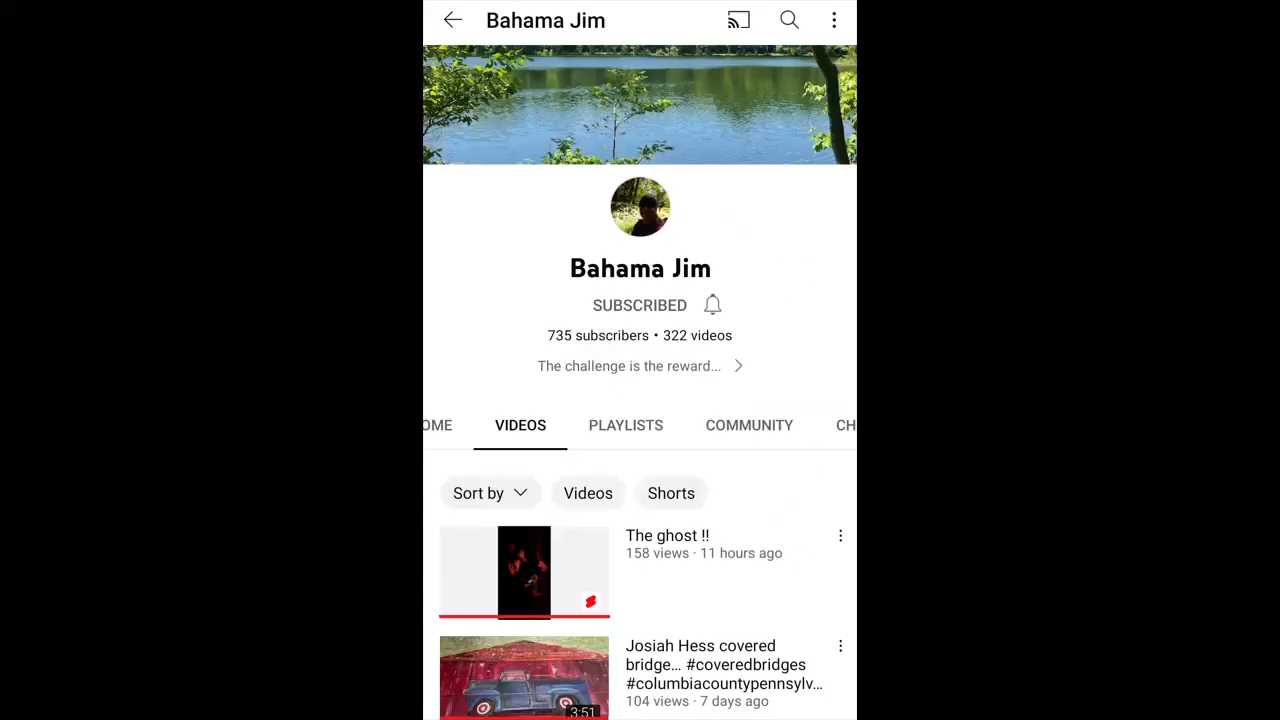 Bahama Jim
Bahama Jim
SUBSCRIBED
735 subscribers • 322 videos
The challenge is the reward...
OME VIDEOS PLAYLISTS COMMUNITY CH
Sort by Videos Shorts
The ghost !!
158 views · 11 hours ago
Josiah Hess covered
bridge... #coveredbridges
#columbiacountypennsylv...
104 views · 7 days ago
3:51